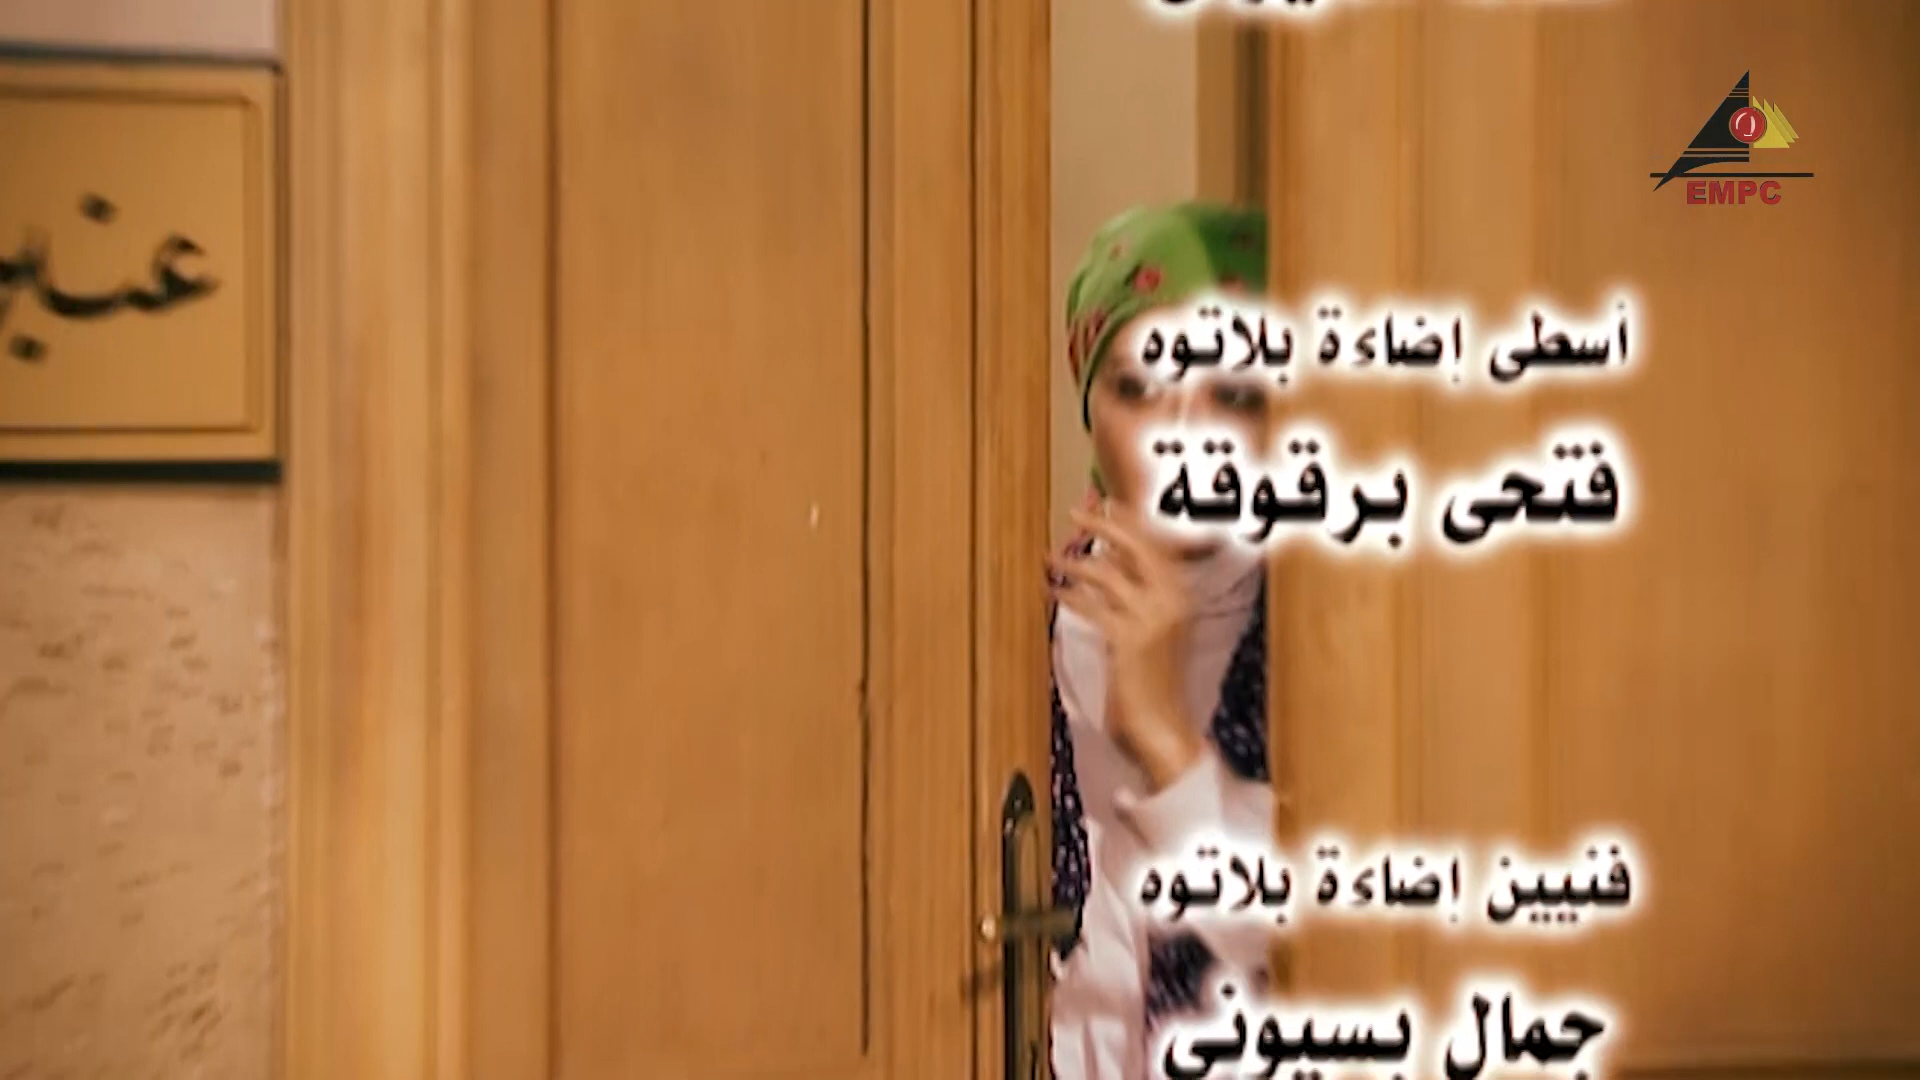 EMPC
أسطى إضاءة بلاتوه
فتحى برقوقة
فنيين إضاءة بلاتوه
جمال بسيوني